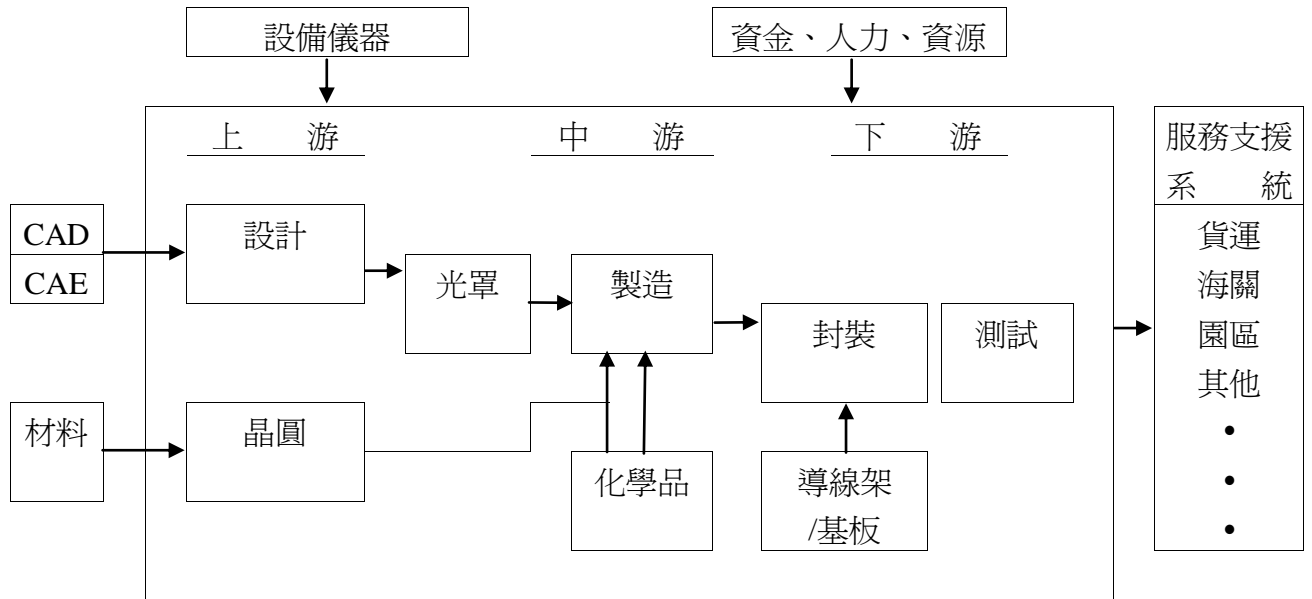 設備儀器
資金、人力、資源
上 游
中 游
下 游
服務支援
系 統
CAD
CAE
設計
光罩
製造
封裝
測試
貨運
海關
園區
其他
•
•
•
材料
晶圓
化學品
導線架
/基板